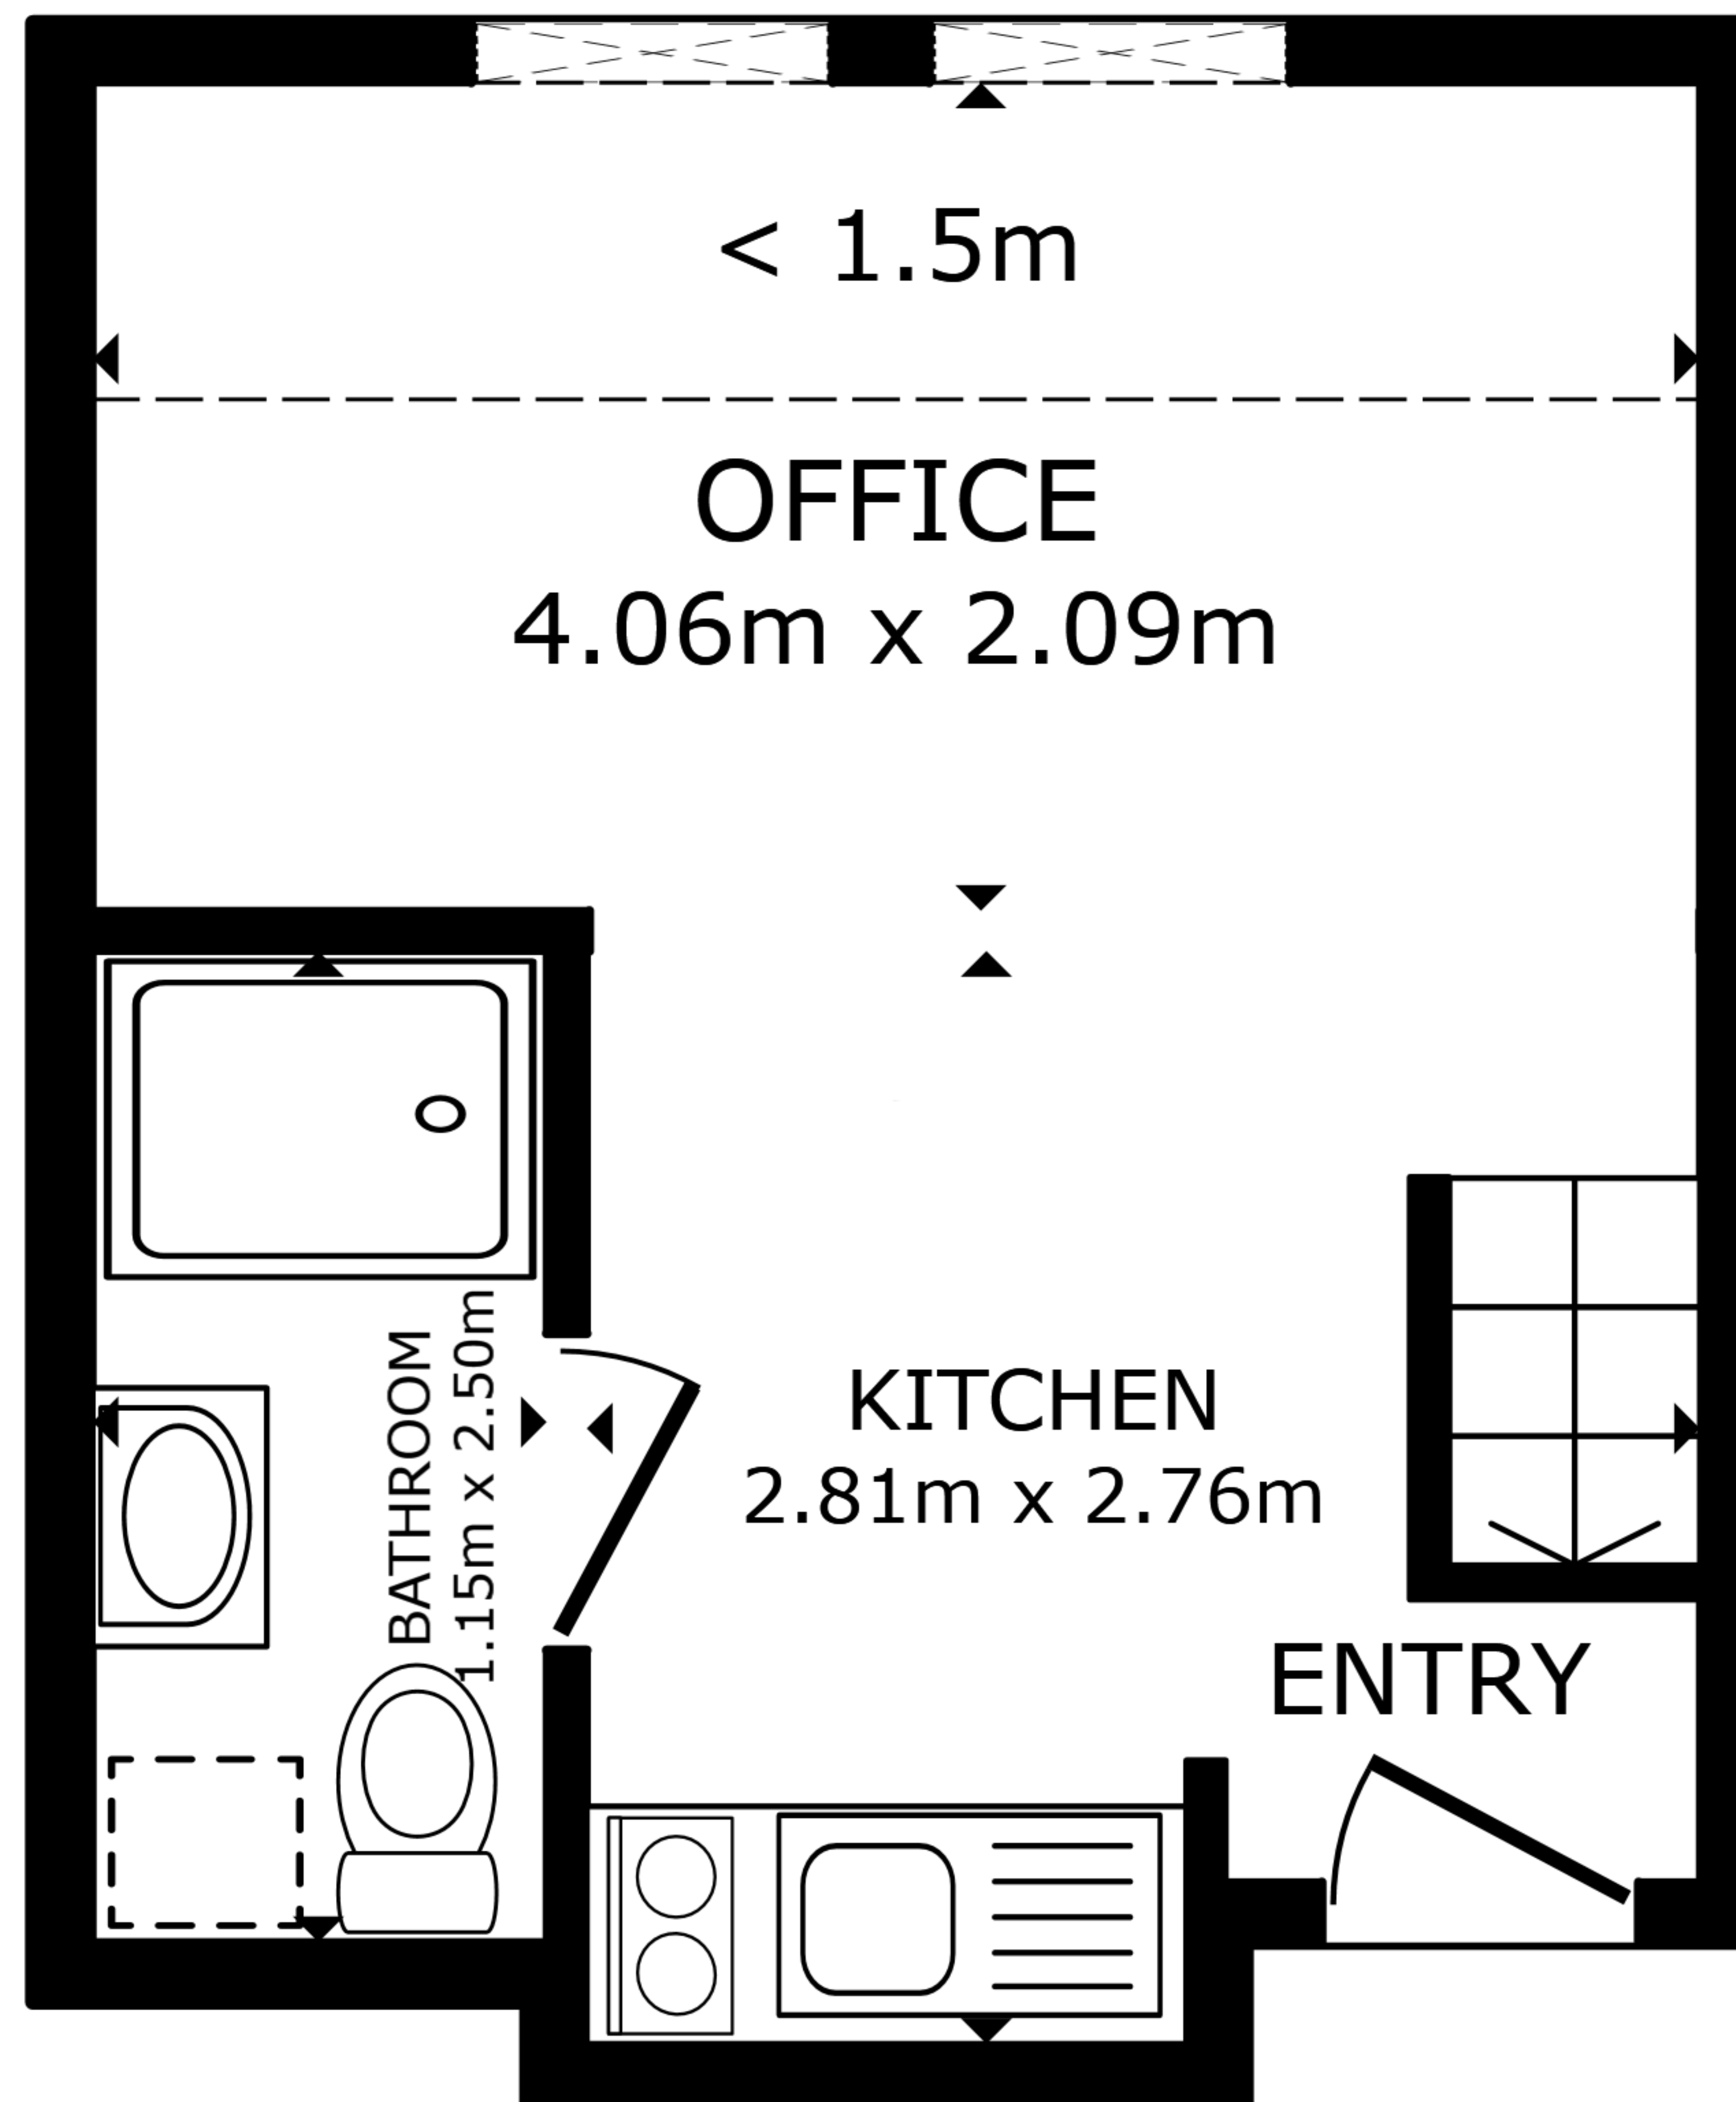 < 1.5m
OFFICE
4.06m x 2.09m
BATHROOM
1.15m x 2.50m
KITCHEN
2.81m x 2.76m
ENTRY